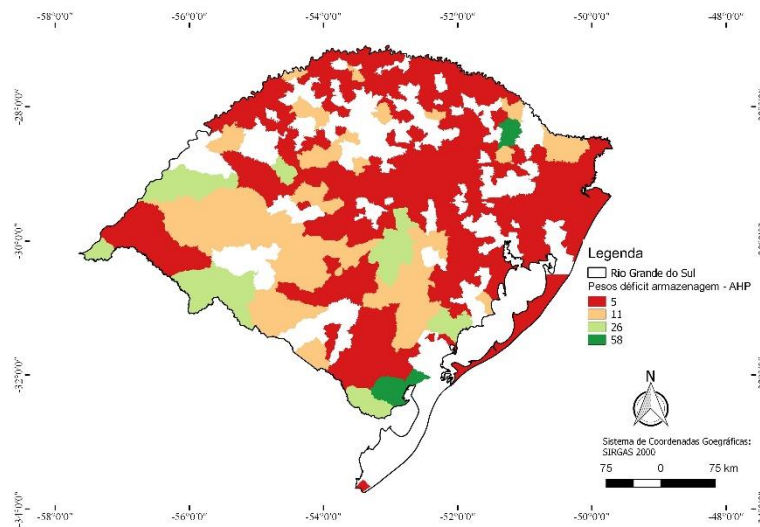 -58°0'0"
-56°0'0"
-54°0'0"
-52°0'0"
-50°0'0"
-48°0'0"
-28°0'0"
-30°0'0"
-32°0'0"
-34°0'0"
Legenda
Rio Grande do Sul
Pesos déficit armazenagem - AHP
5
11
26
58
N
Sistema de Coordenadas Goegráficas:
SIRGAS 2000
75 0 75 km
-58°0'0"
-56°0'0"
-54°0'0"
-52°0'0"
-50°0'0"
-48°0'0"